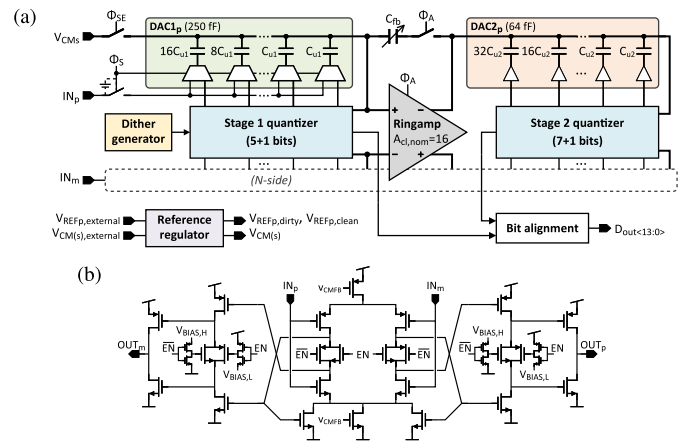 (a)
Φ_SE
DAC1_p (250 fF)
C_fb
Φ_A
DAC2_p (64 fF)
V_CMs
16C_u1
8C_u1
C_u1
C_u1
32C_u2
16C_u2
C_u2
C_u2
Φ_S
IN_p
Φ_A
Dither generator
Stage 1 quantizer
(5+1 bits)
+
−
Ringamp
A_cl,nom=16
−
+
Stage 2 quantizer
(7+1 bits)
IN_m
(N-side)
V_REFp,external
V_CM(s),external
Reference regulator
V_REFp,dirty, V_REFp,clean
V_CM(s)
Bit alignment
D_out<13:0>
(b)
IN_p
V_CMFB
IN_m
V_BIAS,H
V_BIAS,H
OUT_m
EN
EN
EN
EN
EN
EN
EN
EN
OUT_p
V_BIAS,L
V_BIAS,L
V_CMFB